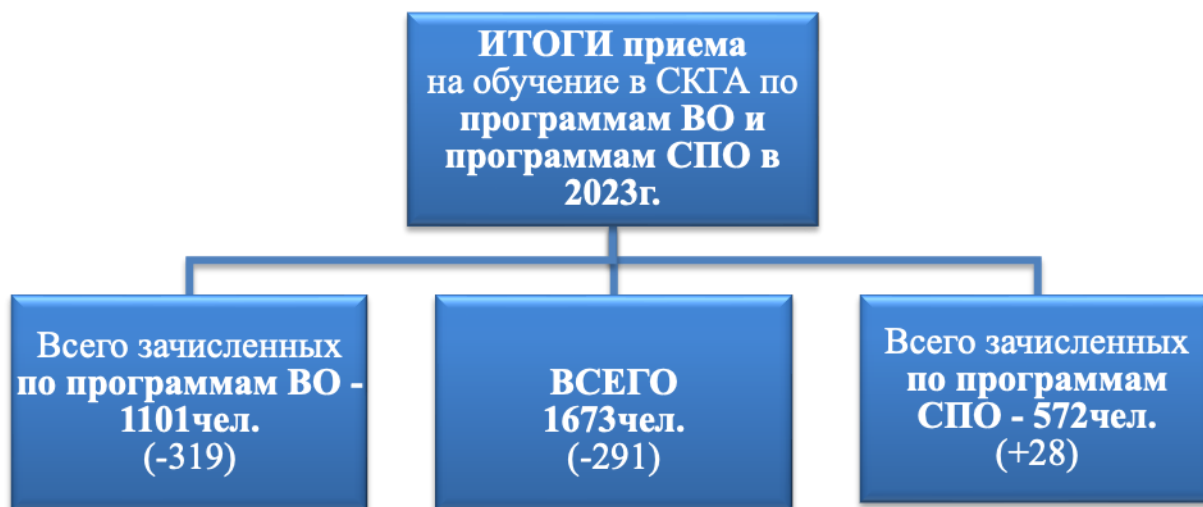 ИТОГИ приема
на обучение в СКГА по
программам ВО и
программам СПО в
2023г.
Всего зачисленных
по программам ВО -
1101чел.
(-319)
ВСЕГО
1673чел.
(-291)
Всего зачисленных
по программам
СПО - 572чел.
(+28)